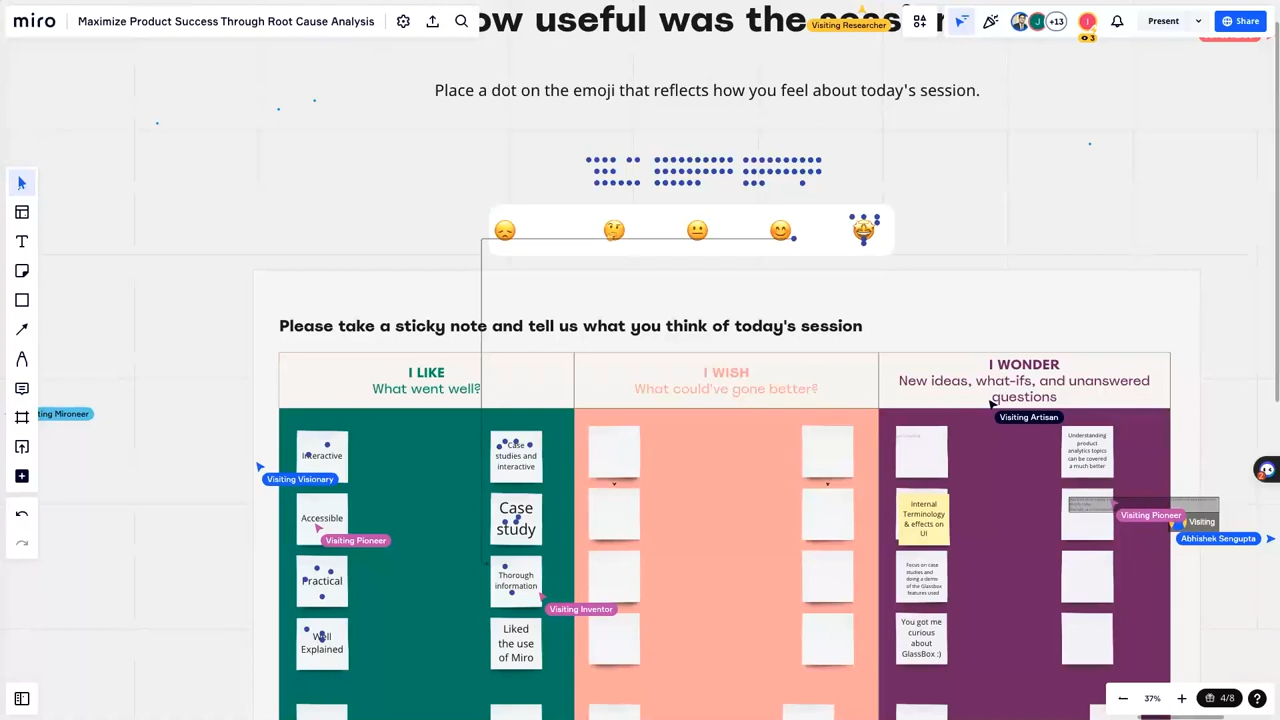 miro
Maximize Product Success Through Root Cause Analysis
ow useful was the
Visiting Researcher
J
+13
I
3
Present
Share
Place a dot on the emoji that reflects how you feel about today's session.
Please take a sticky note and tell us what you think of today's session
I LIKE
What went well?
I WISH
What could've gone better?
I WONDER
New ideas, what-ifs, and unanswered
questions
Visiting Artisan
ting Mironeer
Visiting Visionary
Interactive
Case
studies and
interactive
Understanding
product
analytics topics
can be covered
a much better
Accessible
Visiting Pioneer
Case
study
Internal
Terminology
& effects on
UI
Visiting Pioneer
Visiting
Abhishek Sengupta
Practical
Thorough
information
Visiting Inventor
Focus on case
studies and
doing a demo
of the Glassbox
features used
Well
Explained
Liked
the use
of Miro
You got me
curious
about
GlassBox :)
37%
4/8